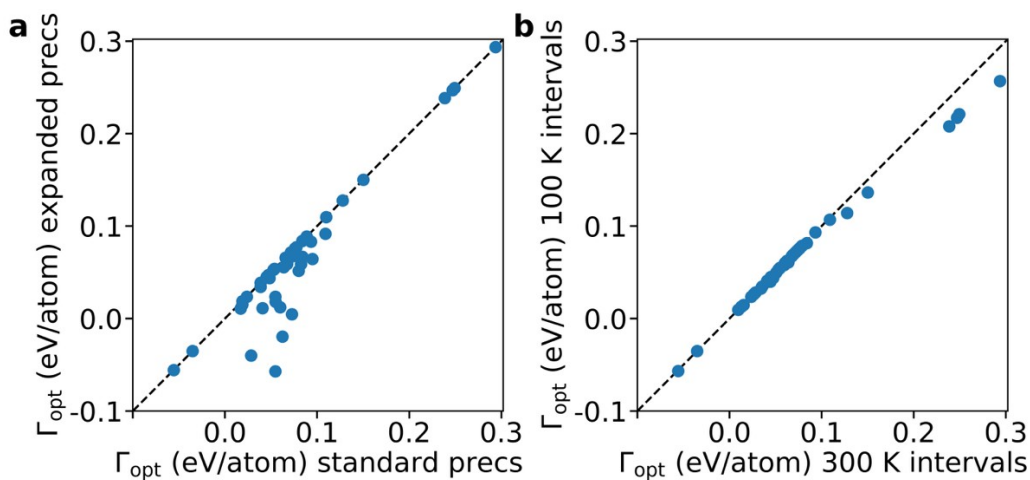 a
Γopt (eV/atom) expanded precs
0.3
0.2
0.1
0.0
-0.1
0.0 0.1 0.2 0.3
Γopt (eV/atom) standard precs
b
Γopt (eV/atom) 100 K intervals
0.3
0.2
0.1
0.0
-0.1
0.0 0.1 0.2 0.3
Γopt (eV/atom) 300 K intervals